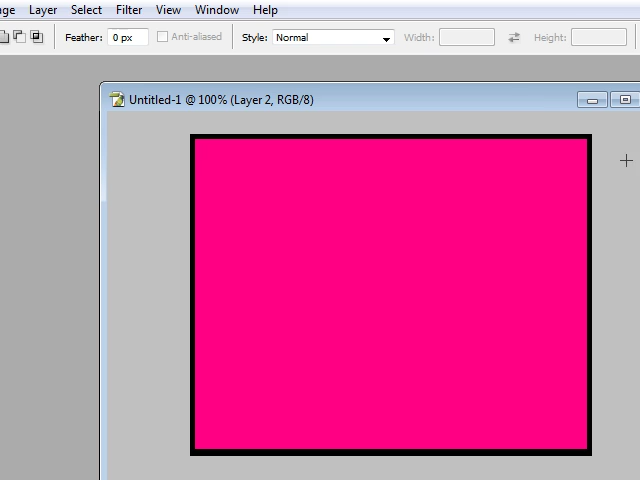 age Layer Select Filter View Window Help
Feather: 0 px Anti-aliased Style: Normal Width: Height:
Untitled-1 @ 100% (Layer 2, RGB/8)